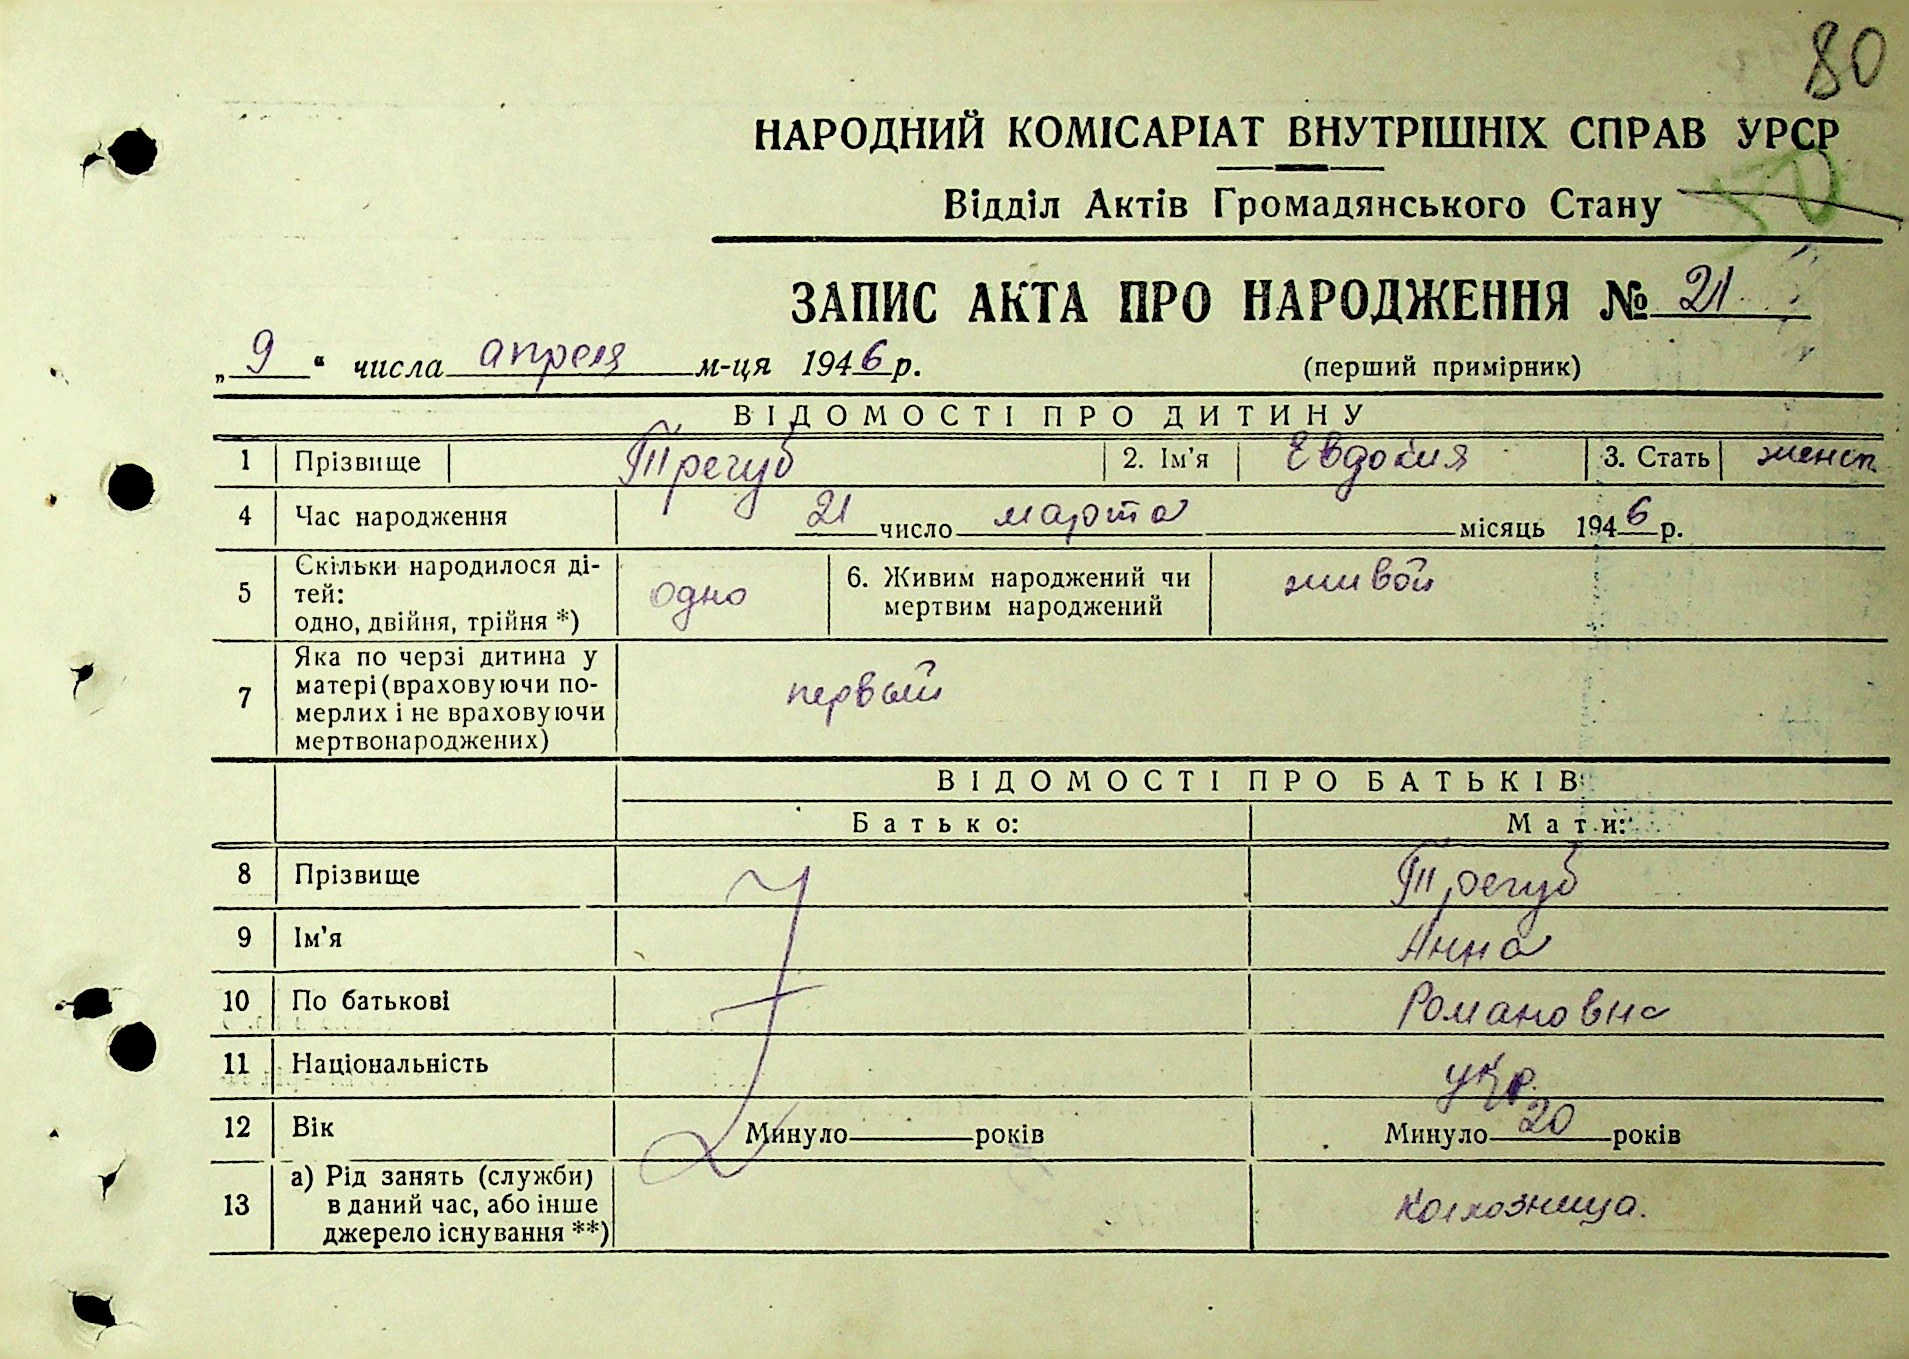 80
НАРОДНИЙ КОМІСАРІАТ ВНУТРІШНІХ СПРАВ УРСР
Відділ Актів Громадянського Стану
ЗАПИС АКТА ПРО НАРОДЖЕННЯ № 21
„ 9 “ числа апреля м-ця 1946 р. (перший примірник)
ВІДОМОСТІ ПРО ДИТИНУ
1 Прізвище Трегуб 2. Ім'я Евдокия 3. Стать женск
4 Час народження 21 число марта місяць 1946 р.
5 Скільки народилося ді-
тей:
одно, двійня, трійня *) одно 6. Живим народжений чи
мертвим народжений живой
7 Яка по черзі дитина у
матері (враховуючи по-
мерлих і не враховуючи
мертвонароджених) первый
ВІДОМОСТІ ПРО БАТЬКІВ
Батько: Мати:
8 Прізвище Трегуб
9 Ім'я Анна
10 По батькові Романовна
11 Національність укр.
12 Вік Минуло років Минуло 20 років
13 а) Рід занять (служби)
в даний час, або інше
джерело існування **) колхозница.